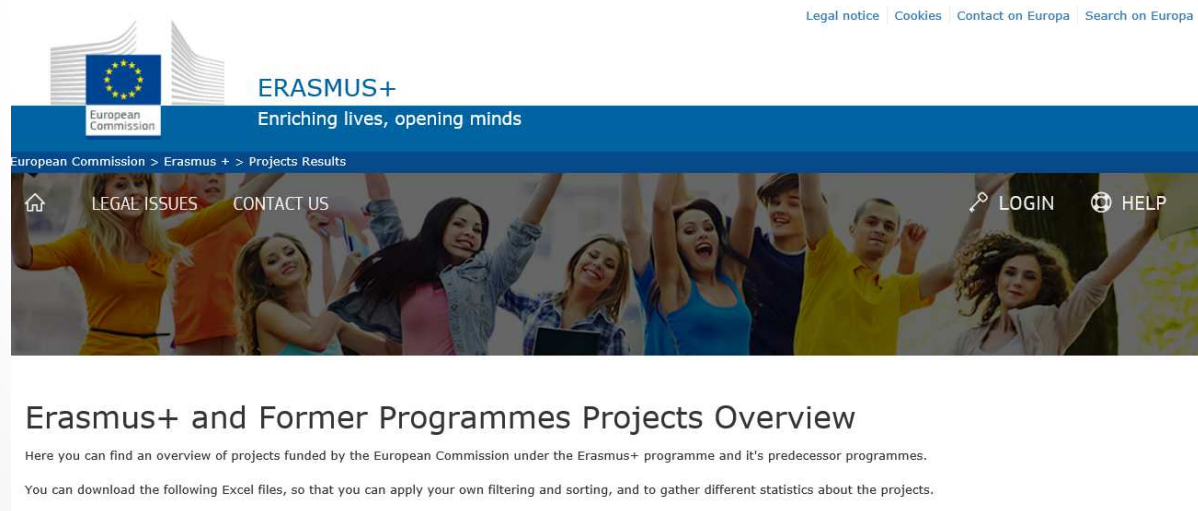 Legal notice Cookies Contact on Europa Search on Europa
ERASMUS+
European
Commission
Enriching lives, opening minds
European Commission > Erasmus + > Projects Results
LEGAL ISSUES CONTACT US LOGIN HELP
Erasmus+ and Former Programmes Projects Overview
Here you can find an overview of projects funded by the European Commission under the Erasmus+ programme and it's predecessor programmes.
You can download the following Excel files, so that you can apply your own filtering and sorting, and to gather different statistics about the projects.